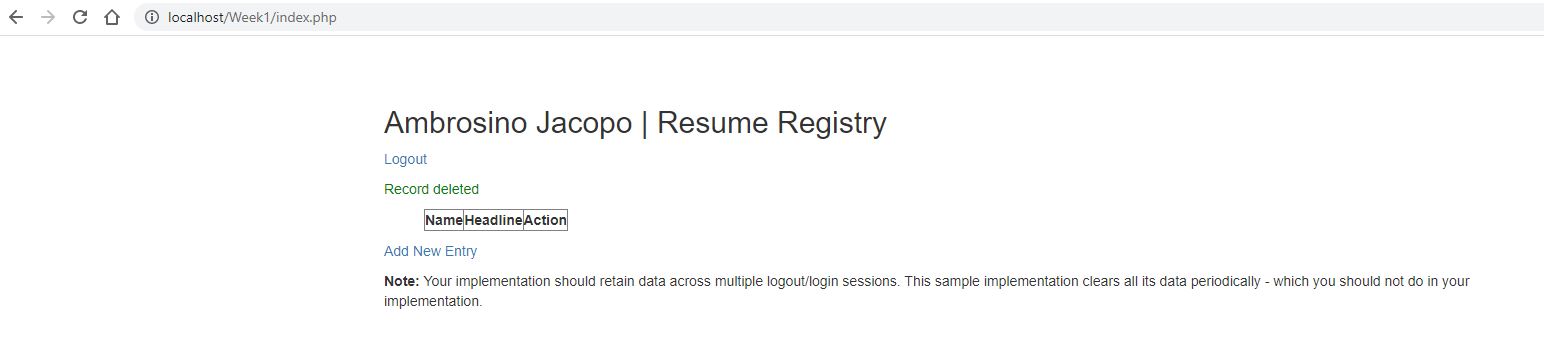 localhost/Week1/index.php
Ambrosino Jacopo | Resume Registry
Logout
Record deleted
Name Headline Action
Add New Entry
Note: Your implementation should retain data across multiple logout/login sessions. This sample implementation clears all its data periodically - which you should not do in your
implementation.